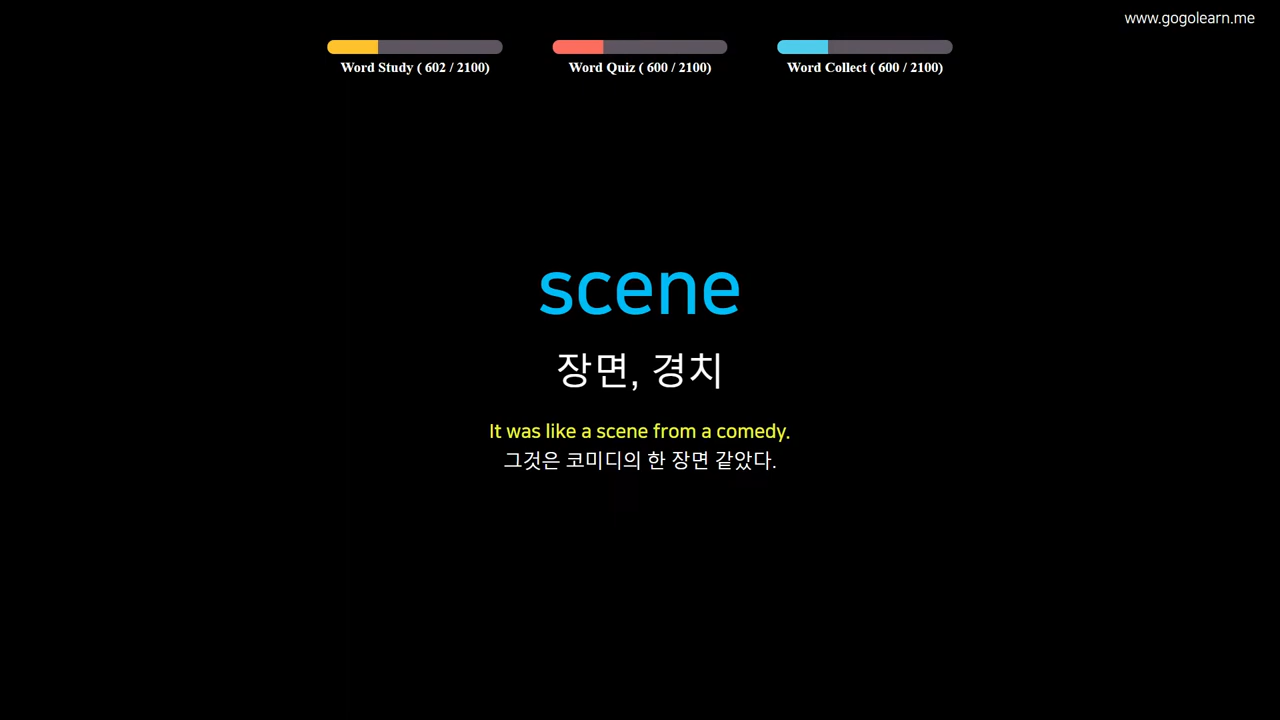 www.gogolearn.me
Word Study ( 602 / 2100)
Word Quiz ( 600 / 2100)
Word Collect ( 600 / 2100)
scene
장면, 경치
It was like a scene from a comedy.
그것은 코미디의 한 장면 같았다.